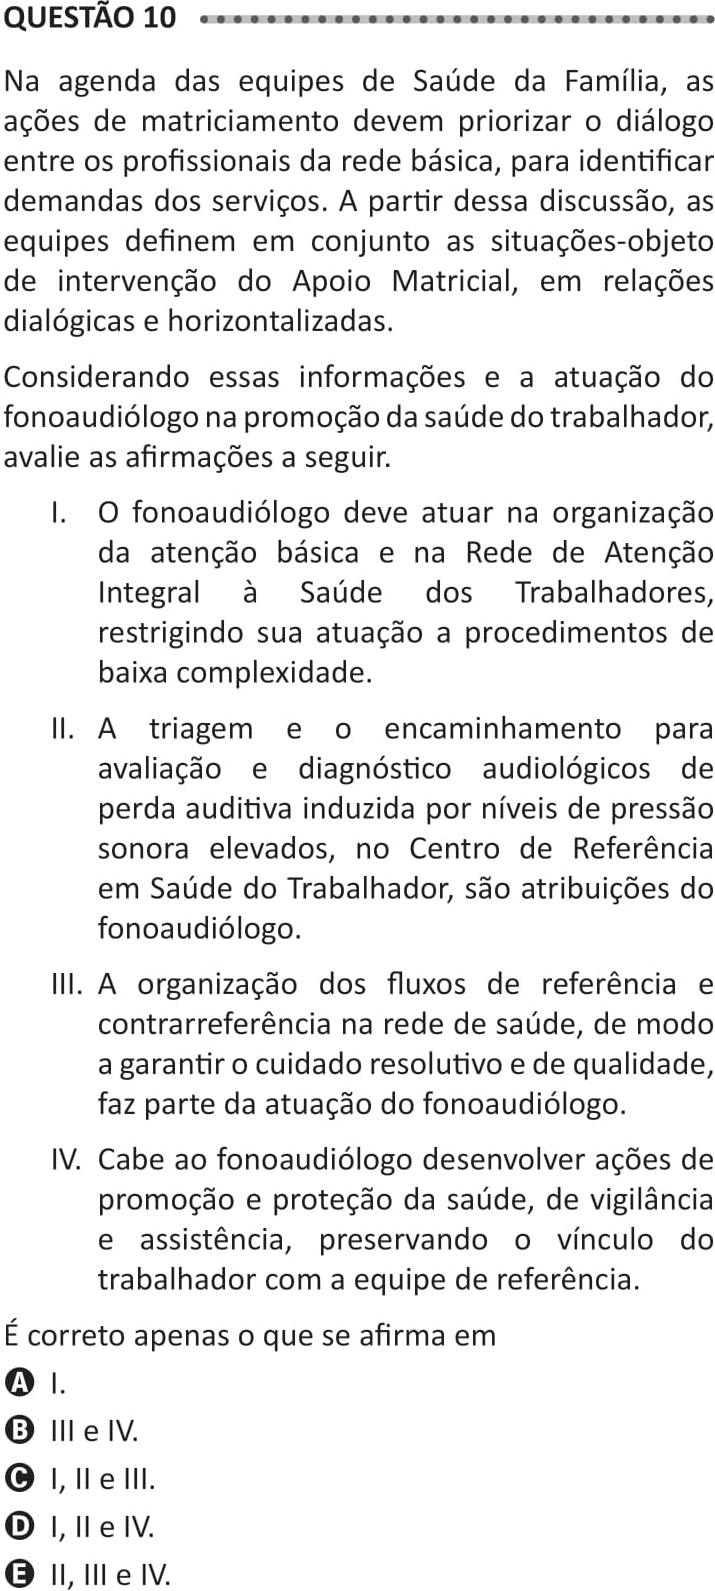 QUESTÃO 10
Na agenda das equipes de Saúde da Família, as
ações de matriciamento devem priorizar o diálogo
entre os profissionais da rede básica, para identificar
demandas dos serviços. A partir dessa discussão, as
equipes definem em conjunto as situações-objeto
de intervenção do Apoio Matricial, em relações
dialógicas e horizontalizadas.
Considerando essas informações e a atuação do
fonoaudiólogo na promoção da saúde do trabalhador,
avalie as afirmações a seguir.
I. O fonoaudiólogo deve atuar na organização
da atenção básica e na Rede de Atenção
Integral à Saúde dos Trabalhadores,
restrigindo sua atuação a procedimentos de
baixa complexidade.
II. A triagem e o encaminhamento para
avaliação e diagnóstico audiológicos de
perda auditiva induzida por níveis de pressão
sonora elevados, no Centro de Referência
em Saúde do Trabalhador, são atribuições do
fonoaudiólogo.
III. A organização dos fluxos de referência e
contrarreferência na rede de saúde, de modo
a garantir o cuidado resolutivo e de qualidade,
faz parte da atuação do fonoaudiólogo.
IV. Cabe ao fonoaudiólogo desenvolver ações de
promoção e proteção da saúde, de vigilância
e assistência, preservando o vínculo do
trabalhador com a equipe de referência.
É correto apenas o que se afirma em
A I.
B III e IV.
C I, II e III.
D I, II e IV.
E II, III e IV.